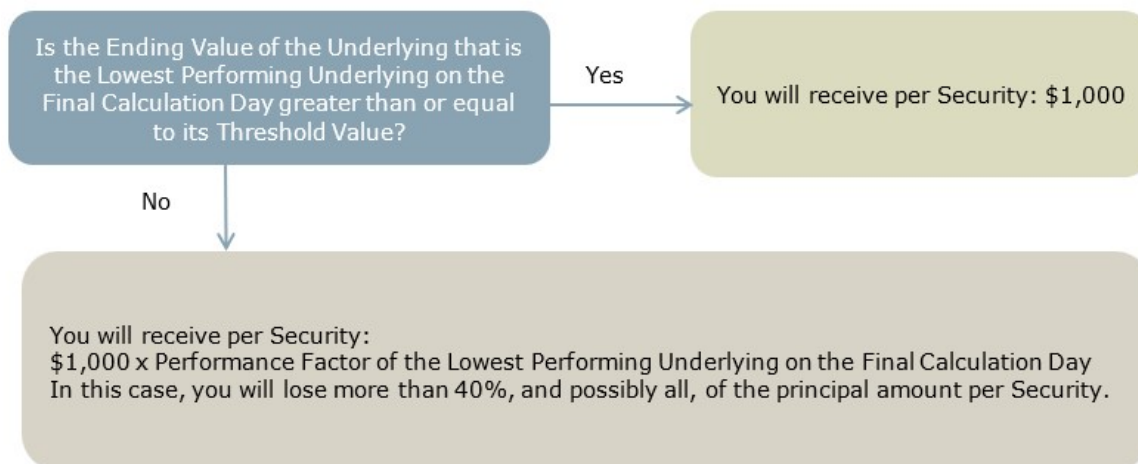 Is the Ending Value of the Underlying that is
the Lowest Performing Underlying on the
Final Calculation Day greater than or equal
to its Threshold Value?
Yes
You will receive per Security: $1,000
No
You will receive per Security:
$1,000 x Performance Factor of the Lowest Performing Underlying on the Final Calculation Day
In this case, you will lose more than 40%, and possibly all, of the principal amount per Security.